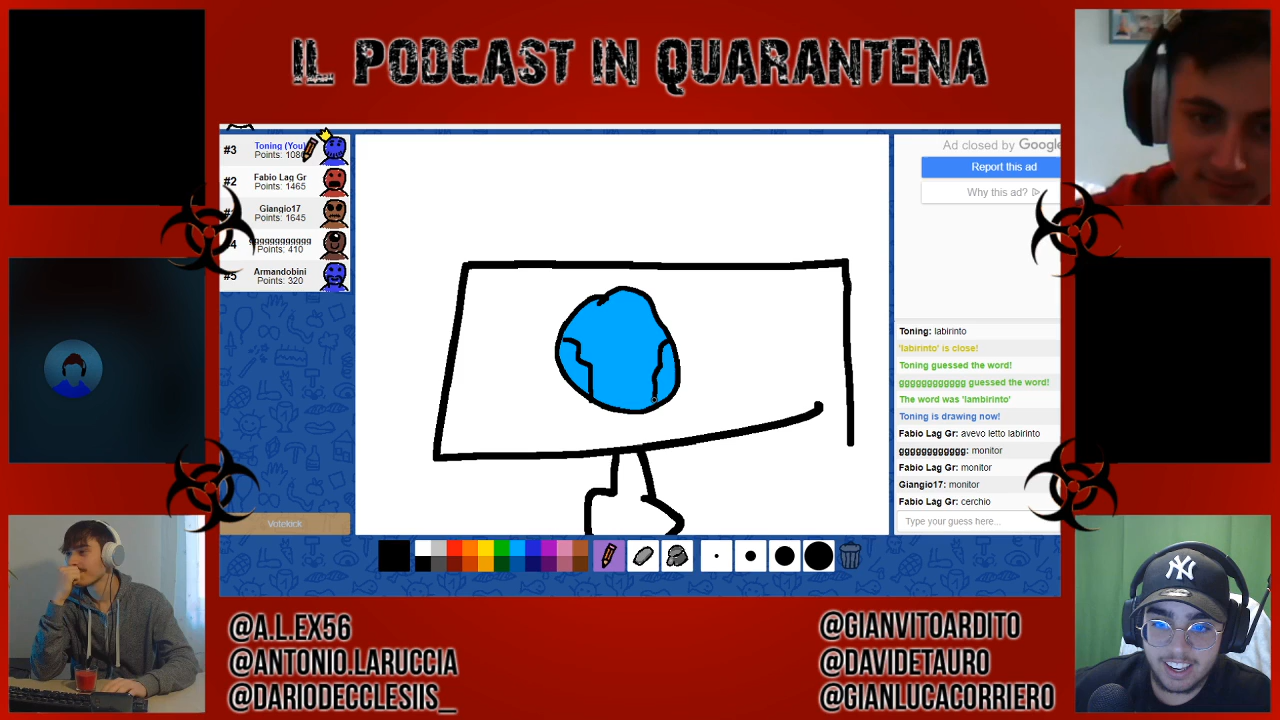 IL PODCAST IN QUARANTENA
#3
Toning (You)
#2
Fabio Lag Gr
Points: 1465
Giangio17
Points: 1645
Points: 410
#5
Armandobini
Points: 320
Votekick
Ad closed by Google
Report this ad
Why this ad?
Toning: labirinto
'labirinto' is close!
Toning guessed the word!
gggggggggggg guessed the word!
The word was 'lambirinto'
Toning is drawing now!
Fabio Lag Gr: avevo letto labirinto
gggggggggggg: monitor
Fabio Lag Gr: monitor
Giangio17: monitor
Fabio Lag Gr: cerchio
Type your guess here...
NY
@A.L.EX56
@ANTONIO.LARUCCIA
@DARIODECCLESIIS_
@GIANVITOARDITO
@DAVIDETAURO
@GIANLUCACORRIERO